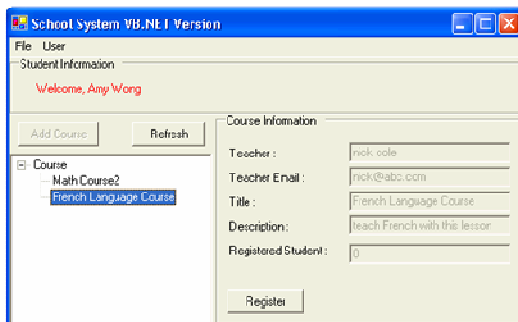 School System VB.NET Version
File User
Student Information
Welcome, Amy Wong
Add Course Refresh
Course
Math Course2
French Language Course
Course Information
Teacher : nick cole
Teacher Email : nick@abc.com
Title : French Language Course
Description : teach French with this lesson
Registered Student : 0
Register